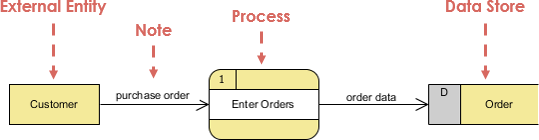 External Entity
Note
Process
Data Store
1
D
Customer
purchase order
Enter Orders
order data
Order